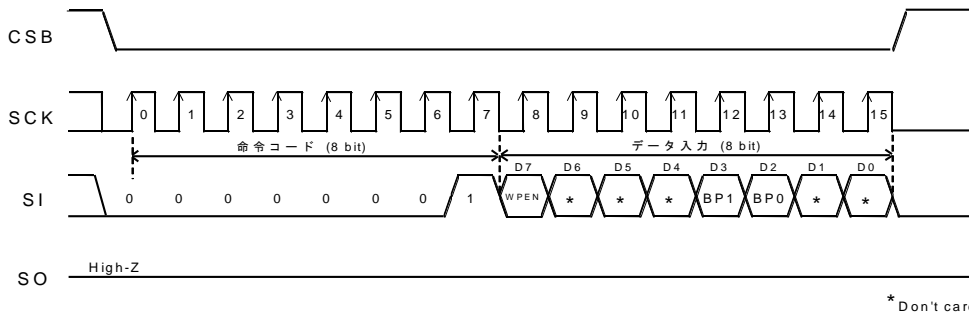 CSB
SCK
0 1 2 3 4 5 6 7 8 9 10 11 12 13 14 15
命令コード (8 bit) データ入力 (8 bit)
D7 D6 D5 D4 D3 D2 D1 D0
SI 0 0 0 0 0 0 0 1 WPEN * * * BP1 BP0 * *
High-Z
SO
*Don't care